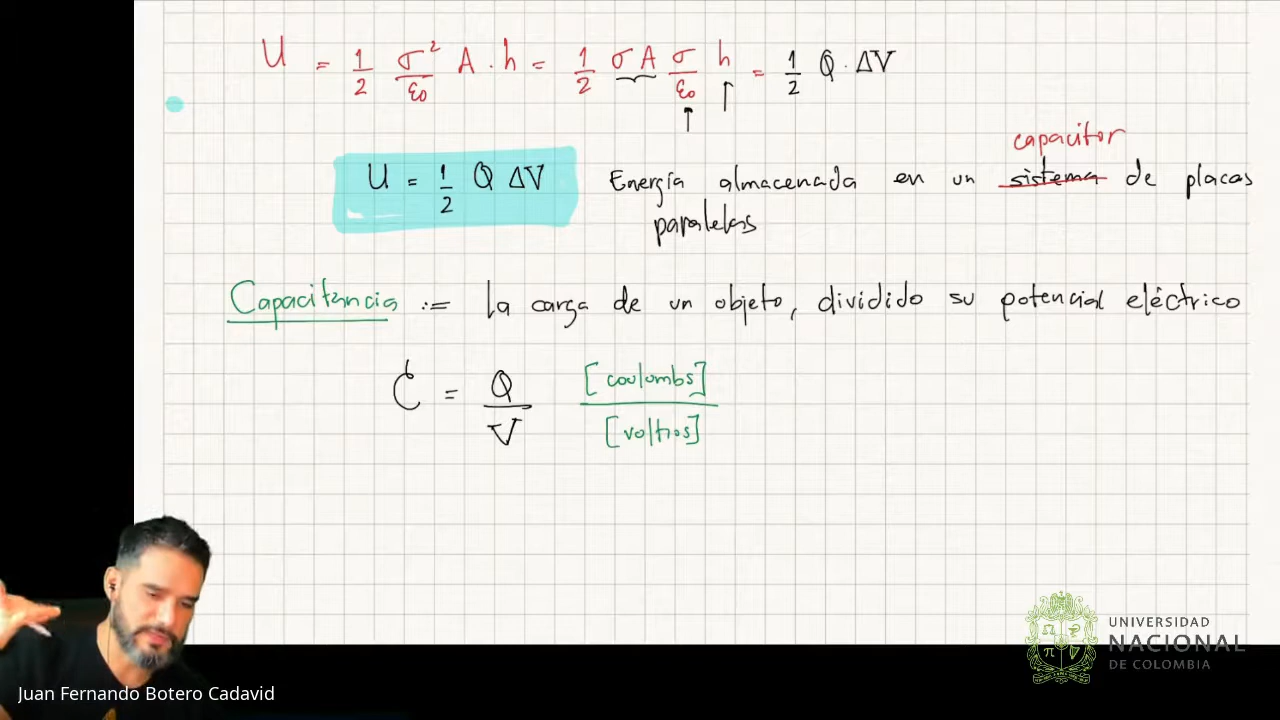 U = 1/2 σ²/ε₀ A · h = 1/2 σ A σ/ε₀ h = 1/2 Q · ΔV
capacitor
U = 1/2 Q ΔV Energía almacenada en un sistema de placas
paralelas
Capacitancia := la carga de un objeto, dividido su potencial eléctrico
C = Q/V [coulombs]/[voltios]
UNIVERSIDAD
NACIONAL
DE COLOMBIA
Juan Fernando Botero Cadavid